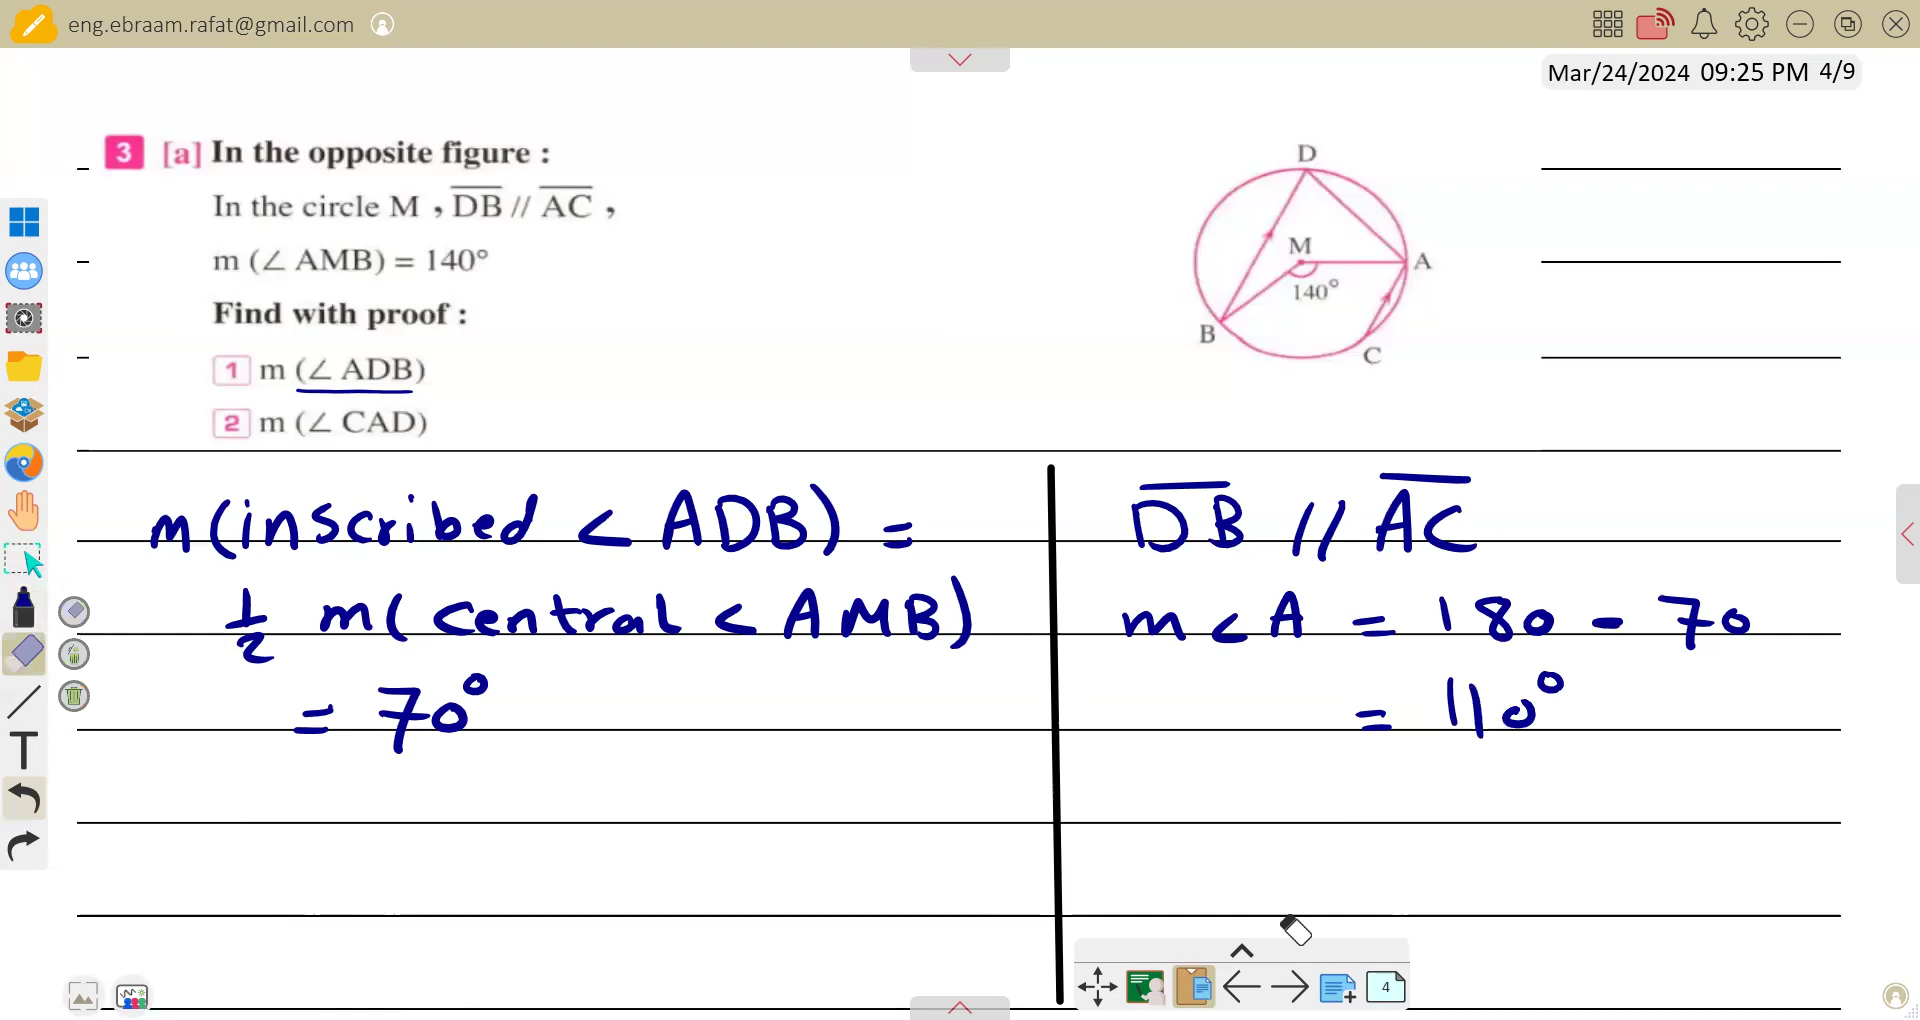 eng.ebraam.rafat@gmail.com
Mar/24/2024 09:25 PM 4/9
3 [a] In the opposite figure :
In the circle M , DB // AC ,
m (∠ AMB) = 140°
Find with proof :
1 m (∠ ADB)
2 m (∠ CAD)
D
M
A
140°
B
C
m(inscribed < ADB) =
1/2 m( central < AMB)
= 70°
DB // AC
m < A = 180 - 70
= 110°
T
4